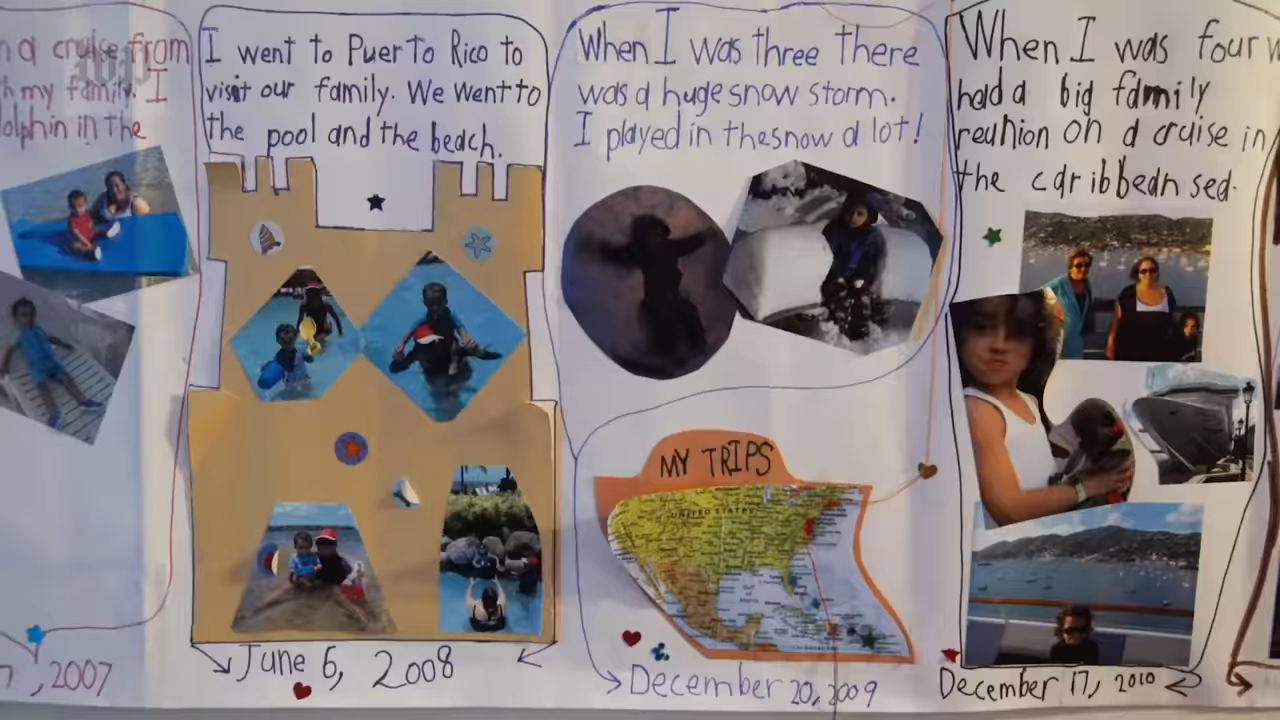 a cruise from
my family. I
dolphin in the
, 2007
I went to Puerto Rico to
visit our family. We went to
the pool and the beach.
June 6, 2008
When I was three there
was a huge snow storm.
I played in the snow a lot!
MY TRIPS
UNITED STATES
December 20, 2009
When I was four
had a big family
reunion on a cruise in
the caribbean sea.
December 17, 2010